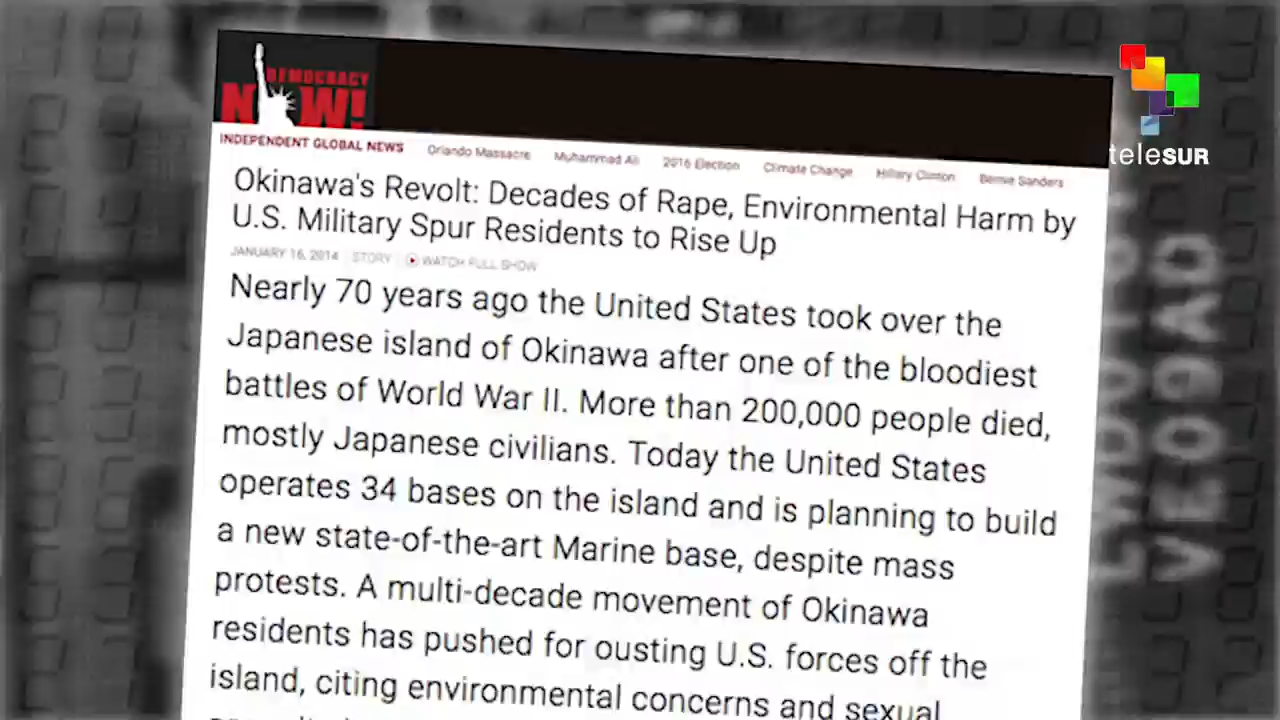 DEMOCRACY
NOW!
teleSUR
INDEPENDENT GLOBAL NEWS Orlando Massacre Muhammad Ali 2016 Election Climate Change Hillary Clinton Bernie Sanders
Okinawa's Revolt: Decades of Rape, Environmental Harm by
U.S. Military Spur Residents to Rise Up
JANUARY 16, 2014 STORY WATCH FULL SHOW
Nearly 70 years ago the United States took over the
Japanese island of Okinawa after one of the bloodiest
battles of World War II. More than 200,000 people died,
mostly Japanese civilians. Today the United States
operates 34 bases on the island and is planning to build
a new state-of-the-art Marine base, despite mass
protests. A multi-decade movement of Okinawa
residents has pushed for ousting U.S. forces off the
island, citing environmental concerns and sexual